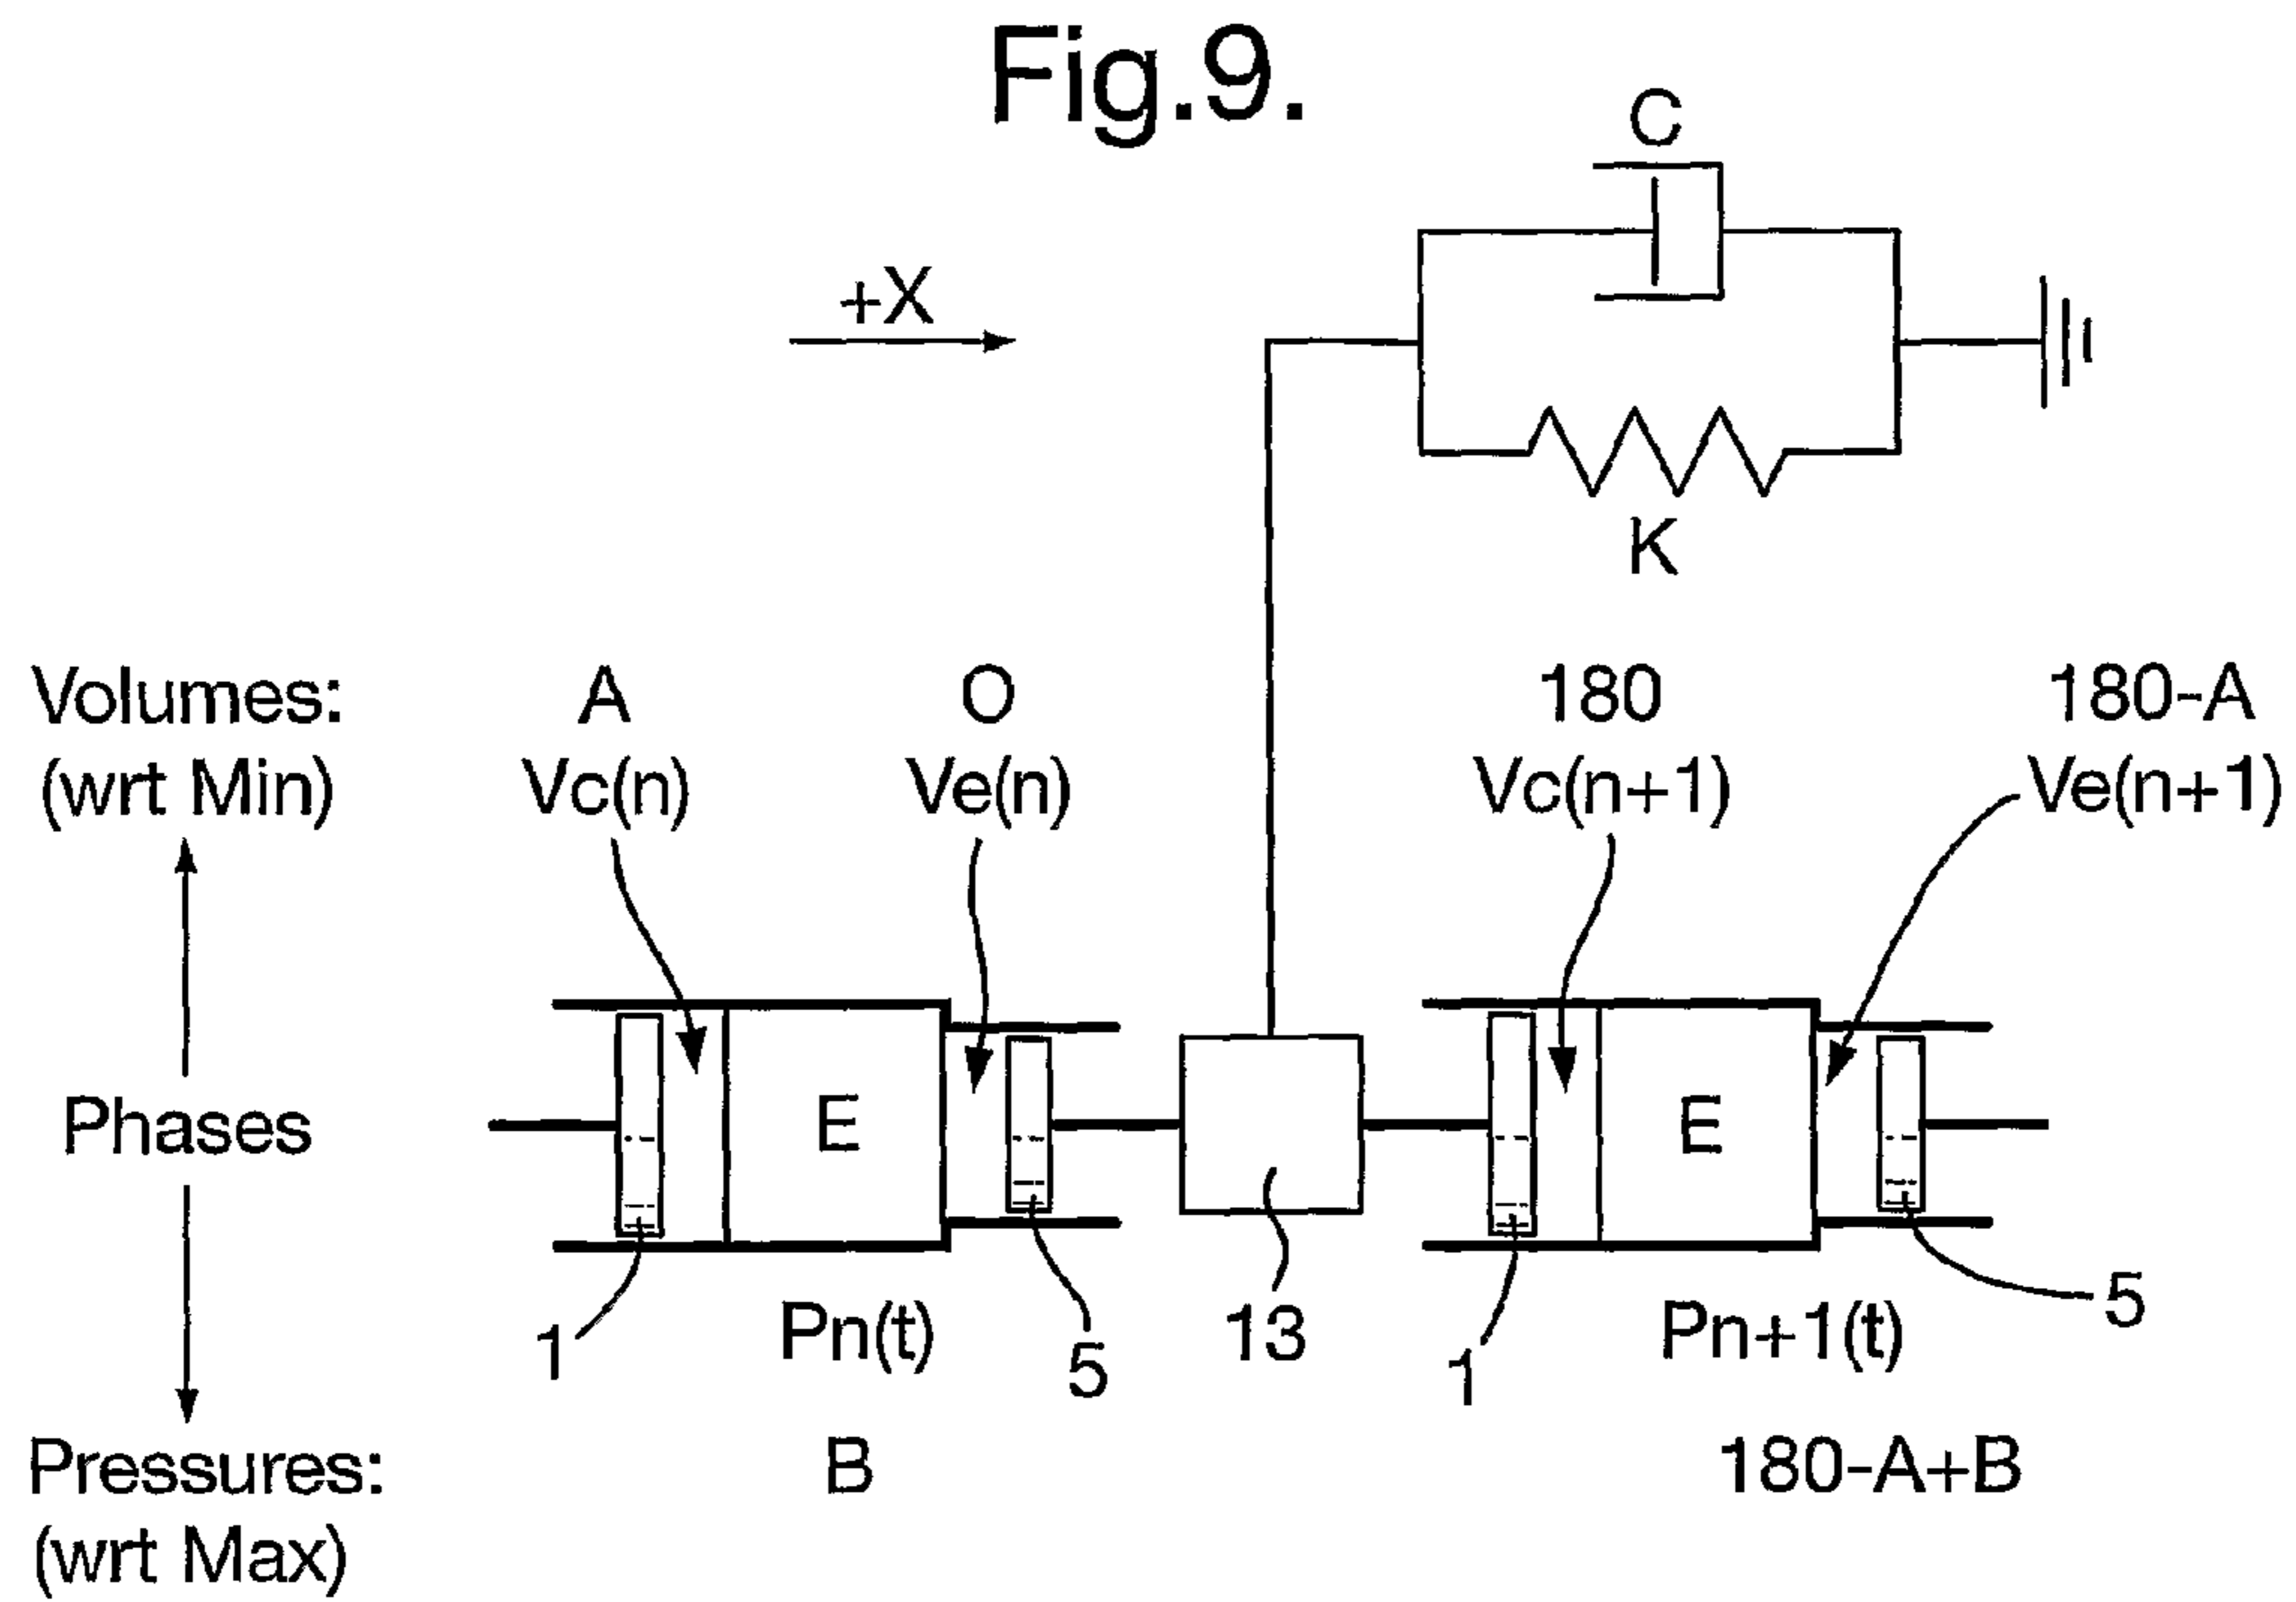 Fig.9.
C
+X
K
Volumes:
(wrt Min)
A
Vc(n)
O
Ve(n)
180
Vc(n+1)
180-A
Ve(n+1)
Phases
E
E
1
Pn(t)
5
13
1
Pn+1(t)
5
Pressures:
(wrt Max)
B
180-A+B